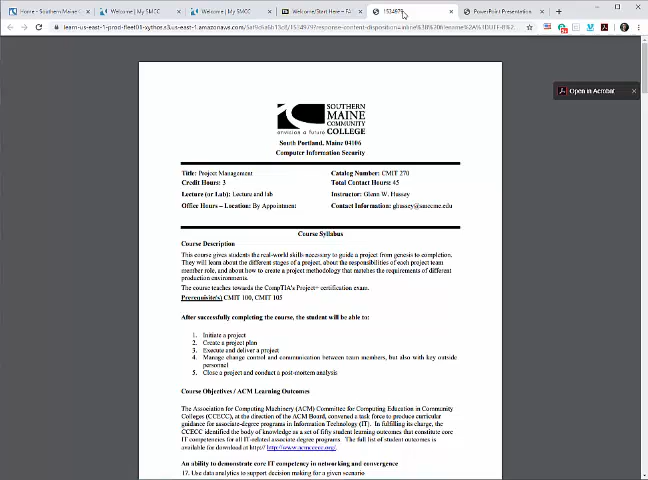 Home - Southern Maine C
Welcome | My SMCC
Welcome | My SMCC
Welcome/Start Here – FA
1534979
PowerPoint Presentation
Open in Acrobat
SOUTHERN
MAINE
COMMUNITY
COLLEGE
envision a future
South Portland, Maine 04106
Computer Information Security
Title: Project Management
Catalog Number: CMIT 270
Credit Hours: 3
Total Contact Hours: 45
Lecture (or Lab): Lecture and lab
Instructor: Glenn W. Hussey
Office Hours – Location: By Appointment
Contact Information: ghussey@smccme.edu
Course Syllabus
Course Description
This course gives students the real-world skills necessary to guide a project from genesis to completion.
They will learn about the different stages of a project, about the responsibilities of each project team
member role, and about how to create a project methodology that matches the requirements of different
production environments.
The course teaches towards the CompTIA's Project+ certification exam.
Prerequisite(s) CMIT 100, CMIT 105
After successfully completing the course, the student will be able to:
1. Initiate a project
2. Create a project plan
3. Execute and deliver a project
4. Manage change control and communication between team members, but also with key outside
personnel
5. Close a project and conduct a post-mortem analysis
Course Objectives / ACM Learning Outcomes
The Association for Computing Machinery (ACM) Committee for Computing Education in Community
Colleges (CCECC), at the direction of the ACM Board, convened a task force to produce curricular
guidance for associate-degree programs in Information Technology (IT). In fulfilling its charge, the
CCECC identified the body of knowledge as a set of fifty student learning outcomes that constitute core
IT competencies for all IT-related associate degree programs. The full list of student outcomes is
available for download at http:// http://www.acmccecc.org/.
An ability to demonstrate core IT competency in networking and convergence
17. Use data analytics to support decision making for a given scenario